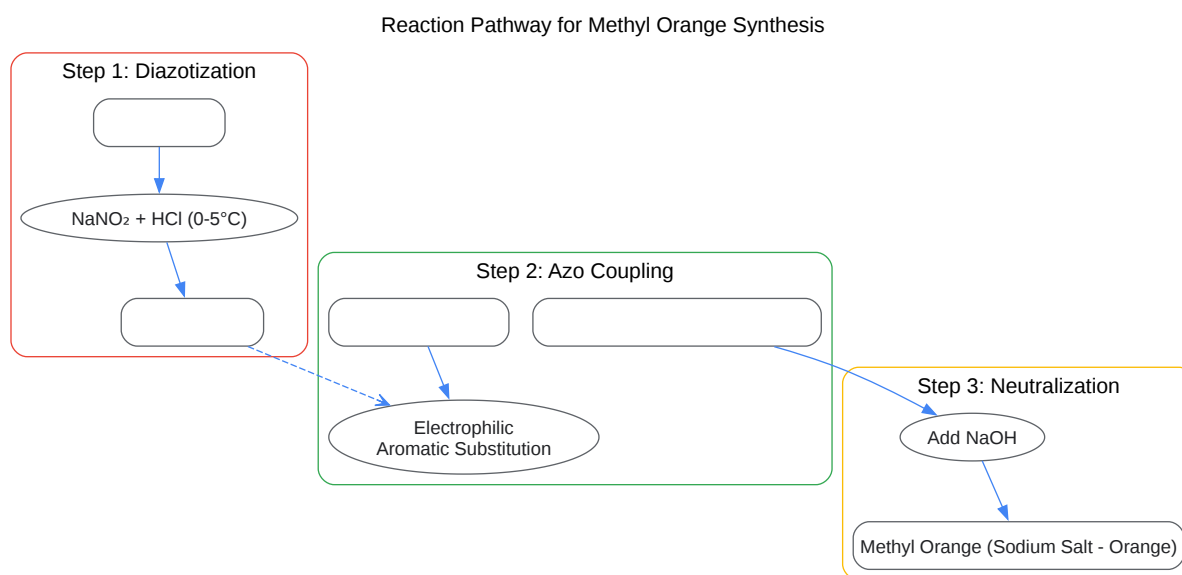 Reaction Pathway for Methyl Orange Synthesis
Step 1: Diazotization
NaNO₂ + HCl (0-5°C)
Step 2: Azo Coupling
Electrophilic
Aromatic Substitution
Step 3: Neutralization
Add NaOH
Methyl Orange (Sodium Salt - Orange)